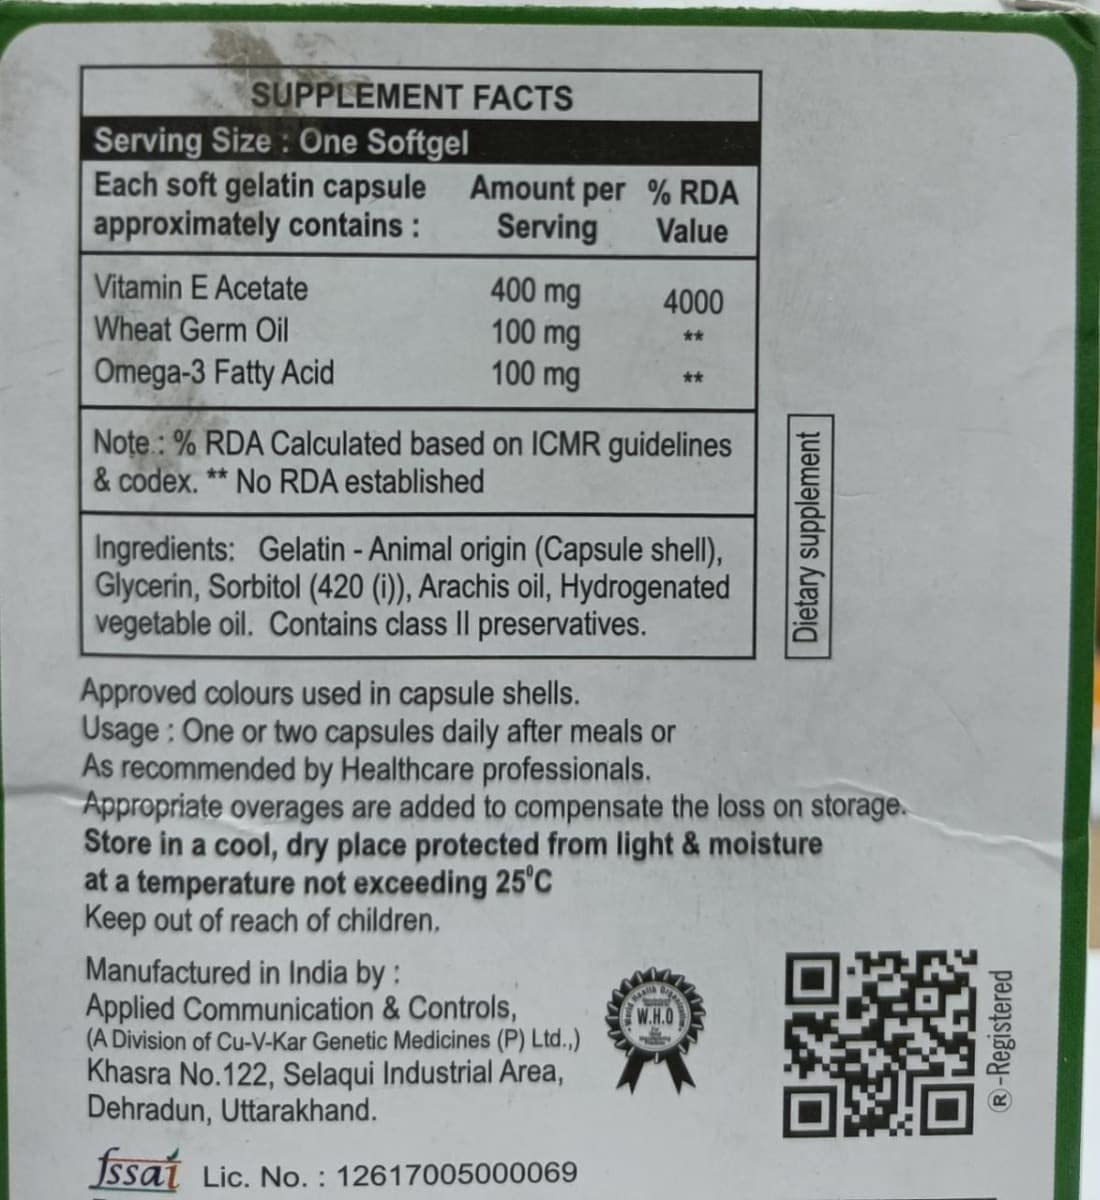 SUPPLEMENT FACTS
Serving Size : One Softgel
Each soft gelatin capsule Amount per % RDA
approximately contains : Serving Value
Vitamin E Acetate 400 mg 4000
Wheat Germ Oil 100 mg **
Omega-3 Fatty Acid 100 mg **
Note : % RDA Calculated based on ICMR guidelines
& codex. ** No RDA established
Ingredients: Gelatin - Animal origin (Capsule shell),
Glycerin, Sorbitol (420 (i)), Arachis oil, Hydrogenated
vegetable oil. Contains class II preservatives.
Dietary supplement
Approved colours used in capsule shells.
Usage : One or two capsules daily after meals or
As recommended by Healthcare professionals.
Appropriate overages are added to compensate the loss on storage.
Store in a cool, dry place protected from light & moisture
at a temperature not exceeding 25°C
Keep out of reach of children.
Manufactured in India by :
Applied Communication & Controls,
(A Division of Cu-V-Kar Genetic Medicines (P) Ltd.,)
Khasra No.122, Selaqui Industrial Area,
Dehradun, Uttarakhand.
World Health Organization
W.H.O
®-Registered
fssai Lic. No. : 12617005000069